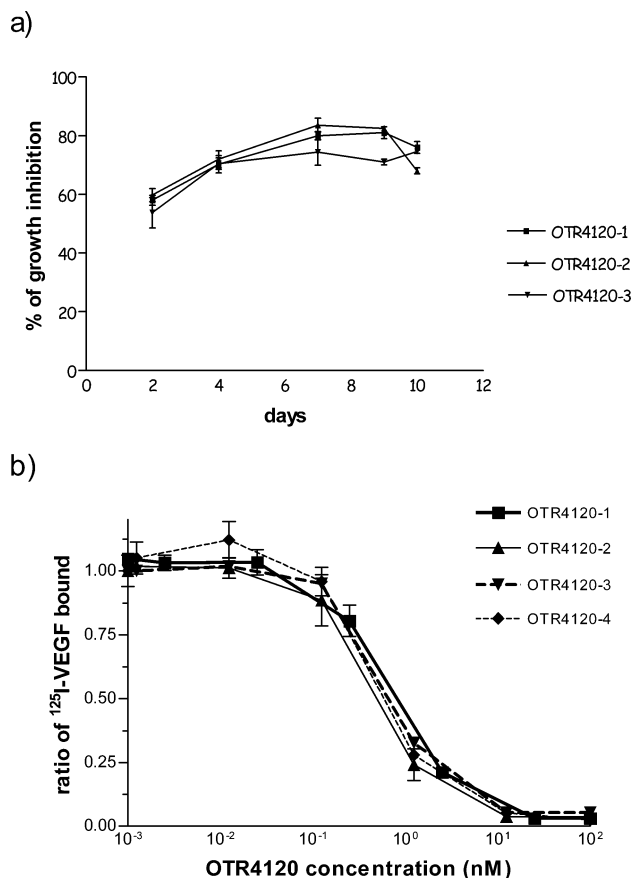 a)
100
80
60
40
20
0
% of growth inhibition
0 2 4 6 8 10 12
days
OTR4120-1
OTR4120-2
OTR4120-3
b)
1.00
0.75
0.50
0.25
0.00
ratio of ¹²⁵I-VEGF bound
10⁻³ 10⁻² 10⁻¹ 10⁰ 10¹ 10²
OTR4120 concentration (nM)
OTR4120-1
OTR4120-2
OTR4120-3
OTR4120-4